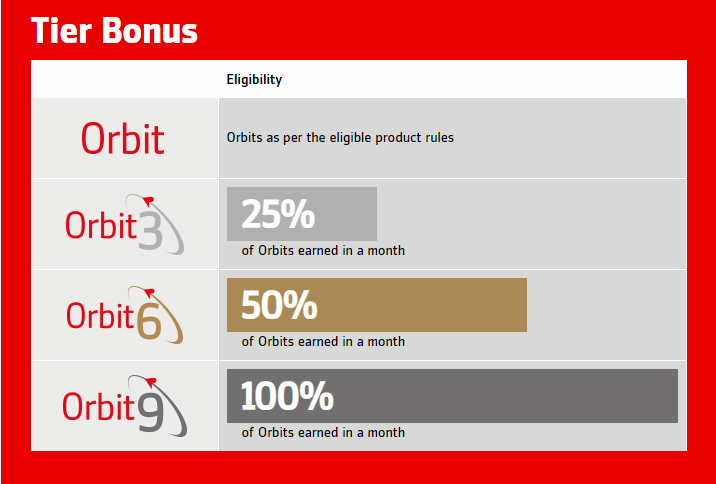 Tier Bonus
Eligibility
Orbit
Orbits as per the eligible product rules
Orbit3
25%
of Orbits earned in a month
Orbit6
50%
of Orbits earned in a month
Orbit9
100%
of Orbits earned in a month